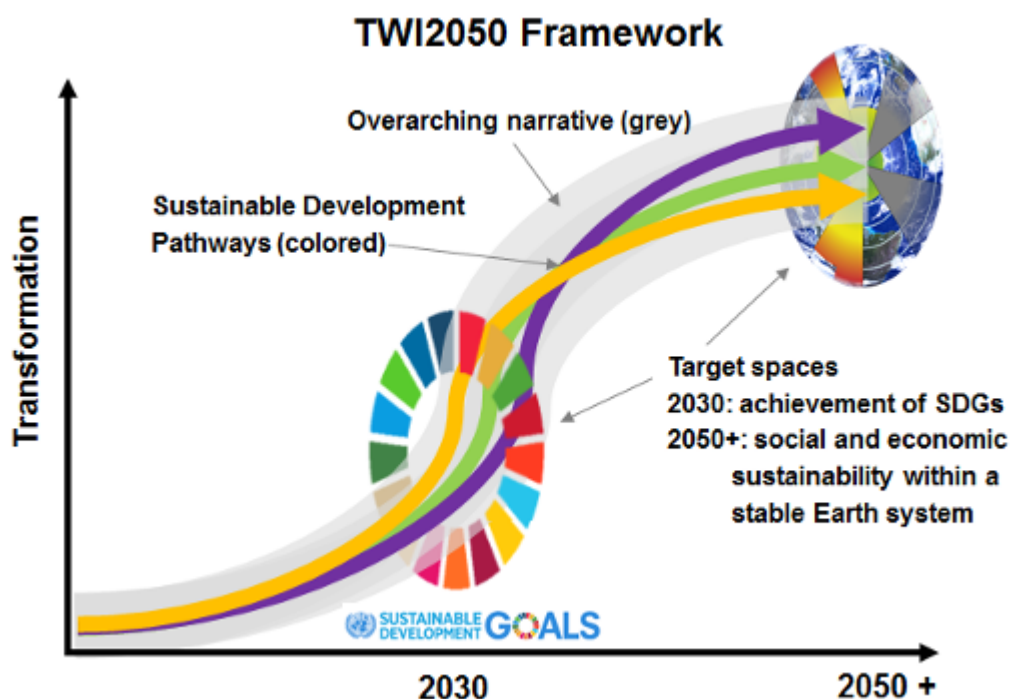 TWI2050 Framework
Overarching narrative (grey)
Sustainable Development
Pathways (colored)
Transformation
Target spaces
2030: achievement of SDGs
2050+: social and economic
sustainability within a
stable Earth system
SUSTAINABLE
DEVELOPMENT
GOALS
2030
2050 +